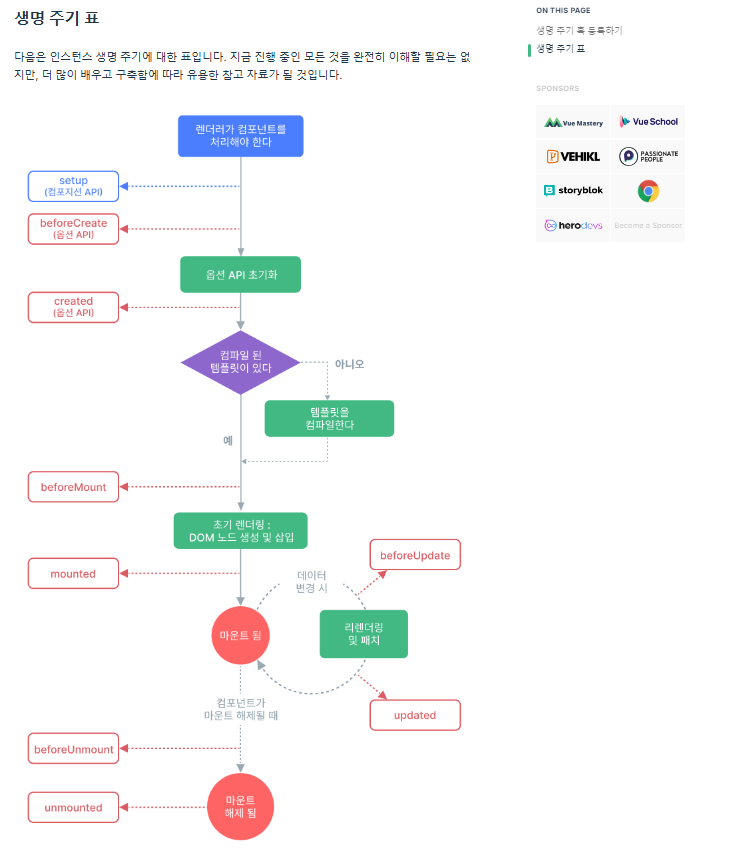 생명 주기 표
다음은 인스턴스 생명 주기에 대한 표입니다. 지금 진행 중인 모든 것을 완전히 이해할 필요는 없
지만, 더 많이 배우고 구축함에 따라 유용한 참고 자료가 될 것입니다.
렌더러가 컴포넌트를
처리해야 한다
setup
(컴포지션 API)
beforeCreate
(옵션 API)
옵션 API 초기화
created
(옵션 API)
컴파일 된
템플릿이 있다
아니오
템플릿을
컴파일한다
예
beforeMount
초기 렌더링 :
DOM 노드 생성 및 삽입
mounted
데이터
변경 시
beforeUpdate
마운트 됨
리렌더링
및 패치
컴포넌트가
마운트 해제될 때
updated
beforeUnmount
마운트
해제 됨
unmounted
ON THIS PAGE
생명 주기 훅 등록하기
생명 주기 표
SPONSORS
Vue Mastery
Vue School
VEHIKL
PASSIONATE
PEOPLE
storyblok
herodevs
Become a Sponsor